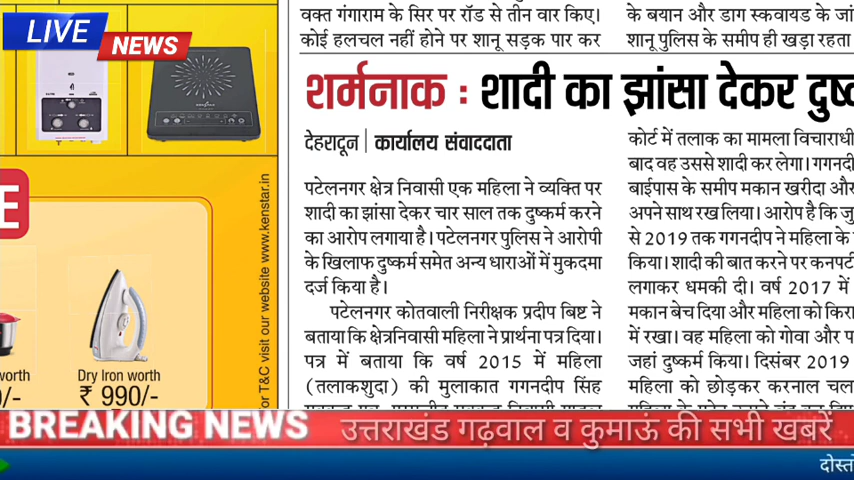 LIVE
NEWS
वक्त गंगाराम के सिर पर रॉड से तीन वार किए।
कोई हलचल नहीं होने पर शानू सड़क पार कर
के बयान और डाग स्कवायड के जां
शानू पुलिस के समीप ही खड़ा रहता
शर्मनाक : शादी का झांसा देकर
देहरादून | कार्यालय संवाददाता
पटेलनगर क्षेत्र निवासी एक महिला ने व्यक्ति पर
शादी का झांसा देकर चार साल तक दुष्कर्म करने
का आरोप लगाया है। पटेलनगर पुलिस ने आरोपी
के खिलाफ दुष्कर्म समेत अन्य धाराओं में मुकदमा
दर्ज किया है।
पटेलनगर कोतवाली निरीक्षक प्रदीप बिष्ट ने
बताया कि क्षेत्रनिवासी महिला ने प्रार्थना पत्र दिया।
पत्र में बताया कि वर्ष 2015 में महिला
(तलाकशुदा) की मुलाकात गगनदीप सिंह
कोर्ट में तलाक का मामला विचाराधी
बाद वह उससे शादी कर लेगा। गगनदी
बाईपास के समीप मकान खरीदा और
अपने साथ रख लिया। आरोप है कि जु
से 2019 तक गगनदीप ने महिला के
किया। शादी की बात करने पर कनपटी
लगाकर धमकी दी। वर्ष 2017 में
मकान बेच दिया और महिला को किरा
में रखा। वह महिला को गोवा और प
जहां दुष्कर्म किया। दिसंबर 2019
महिला को छोड़कर करनाल चल
E
worth
0/-
Dry Iron worth
₹ 990/-
or T&C visit our website www.kenstar.in
BREAKING NEWS
उत्तराखंड गढ़वाल व कुमाऊं की सभी खबरें
दोस्तो